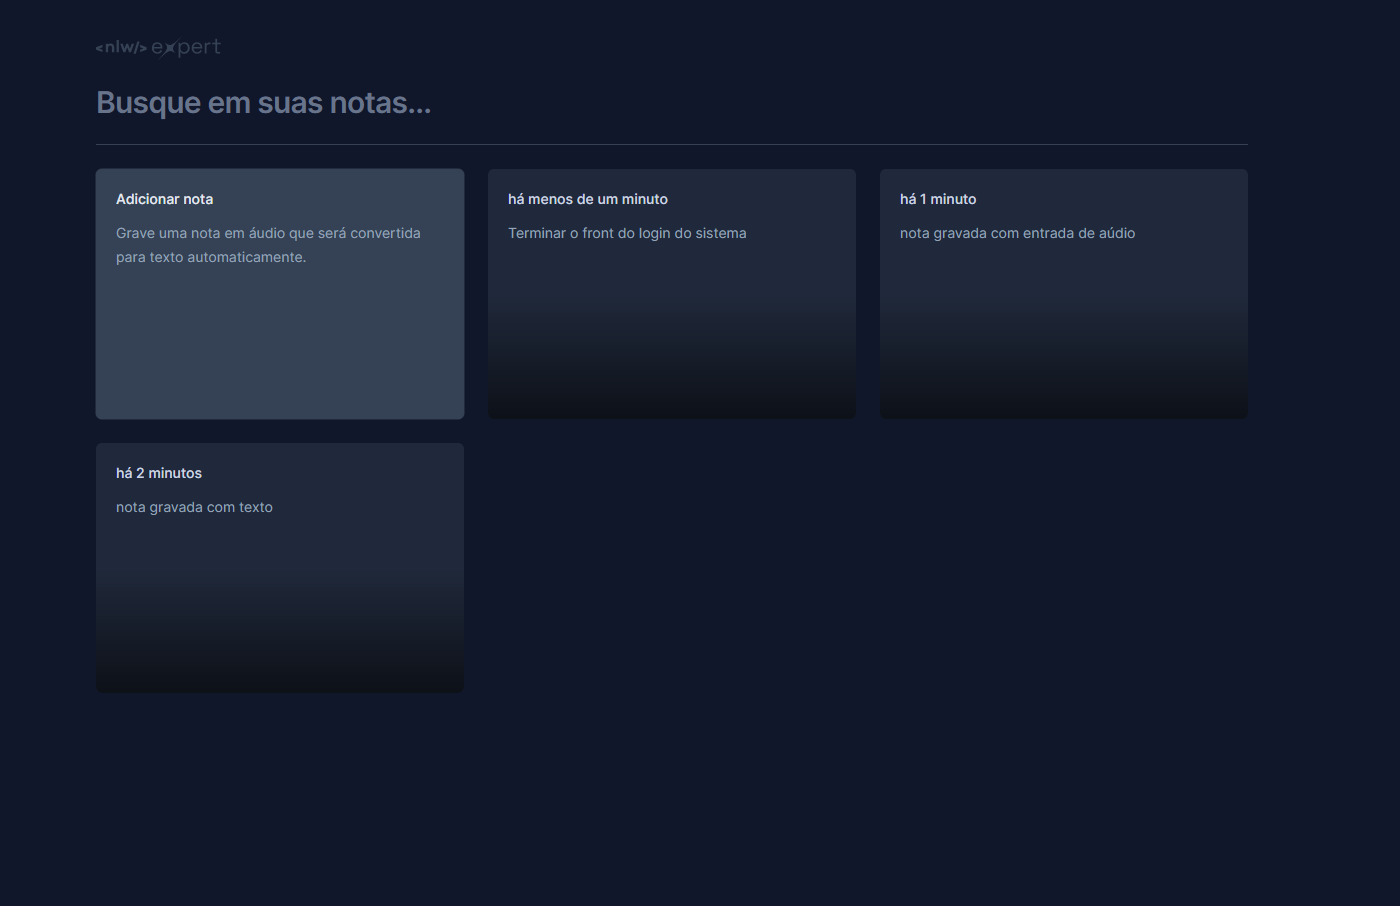 <nlw/> expert
Busque em suas notas...
Adicionar nota
Grave uma nota em áudio que será convertida
para texto automaticamente.
há menos de um minuto
Terminar o front do login do sistema
há 1 minuto
nota gravada com entrada de aúdio
há 2 minutos
nota gravada com texto